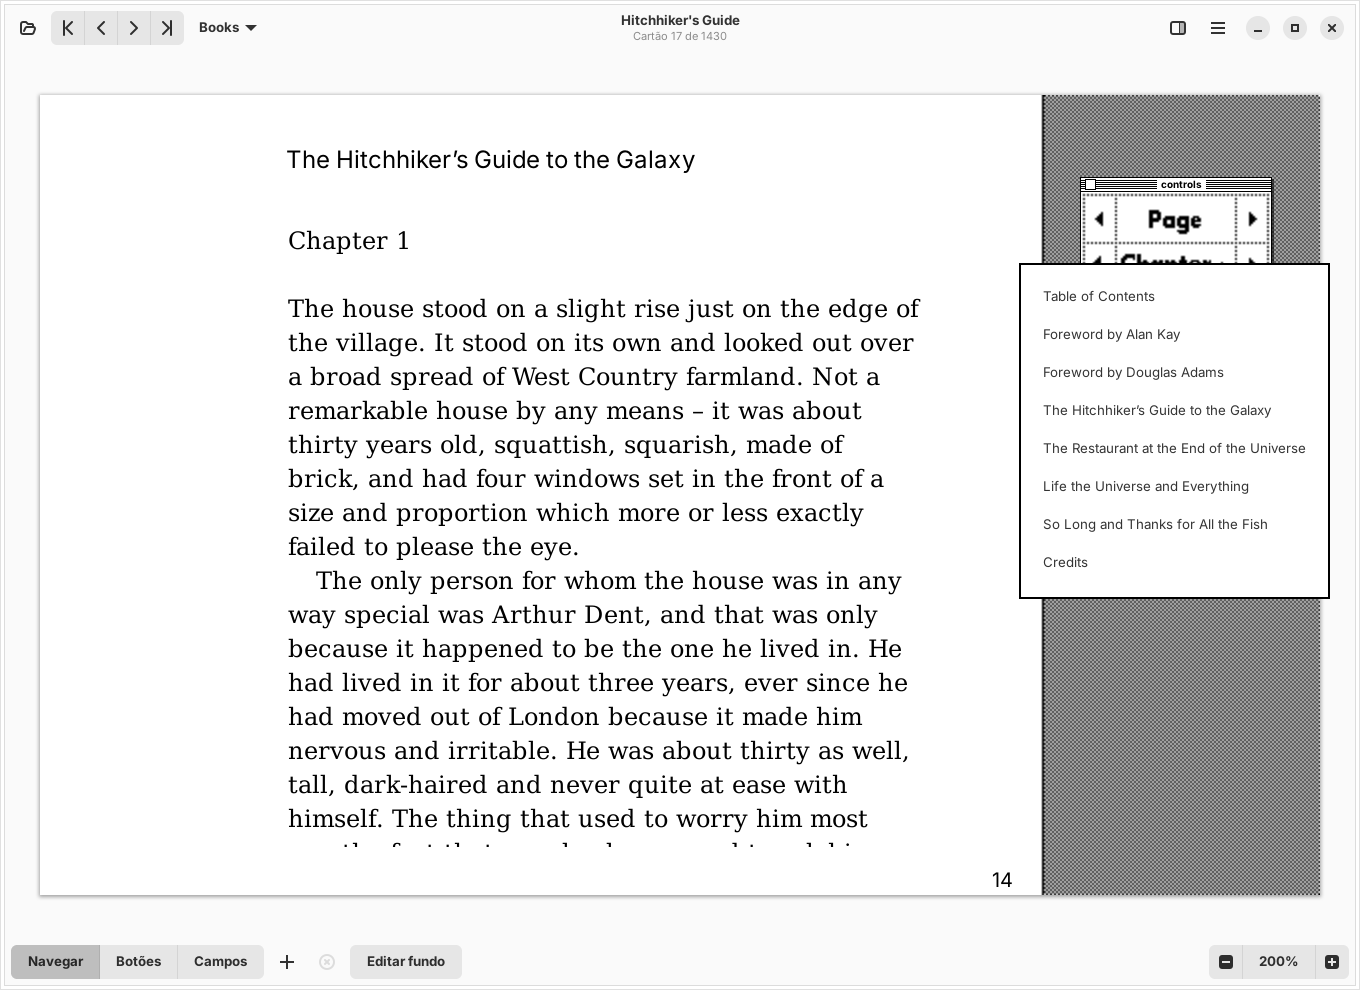 Books
Hitchhiker's Guide
Cartão 17 de 1430
The Hitchhiker’s Guide to the Galaxy
Chapter 1
The house stood on a slight rise just on the edge of
the village. It stood on its own and looked out over
a broad spread of West Country farmland. Not a
remarkable house by any means – it was about
thirty years old, squattish, squarish, made of
brick, and had four windows set in the front of a
size and proportion which more or less exactly
failed to please the eye.
The only person for whom the house was in any
way special was Arthur Dent, and that was only
because it happened to be the one he lived in. He
had lived in it for about three years, ever since he
had moved out of London because it made him
nervous and irritable. He was about thirty as well,
tall, dark-haired and never quite at ease with
himself. The thing that used to worry him most
14
controls
Page
Chapter
Table of Contents
Foreword by Alan Kay
Foreword by Douglas Adams
The Hitchhiker’s Guide to the Galaxy
The Restaurant at the End of the Universe
Life the Universe and Everything
So Long and Thanks for All the Fish
Credits
Navegar
Botões
Campos
Editar fundo
200%